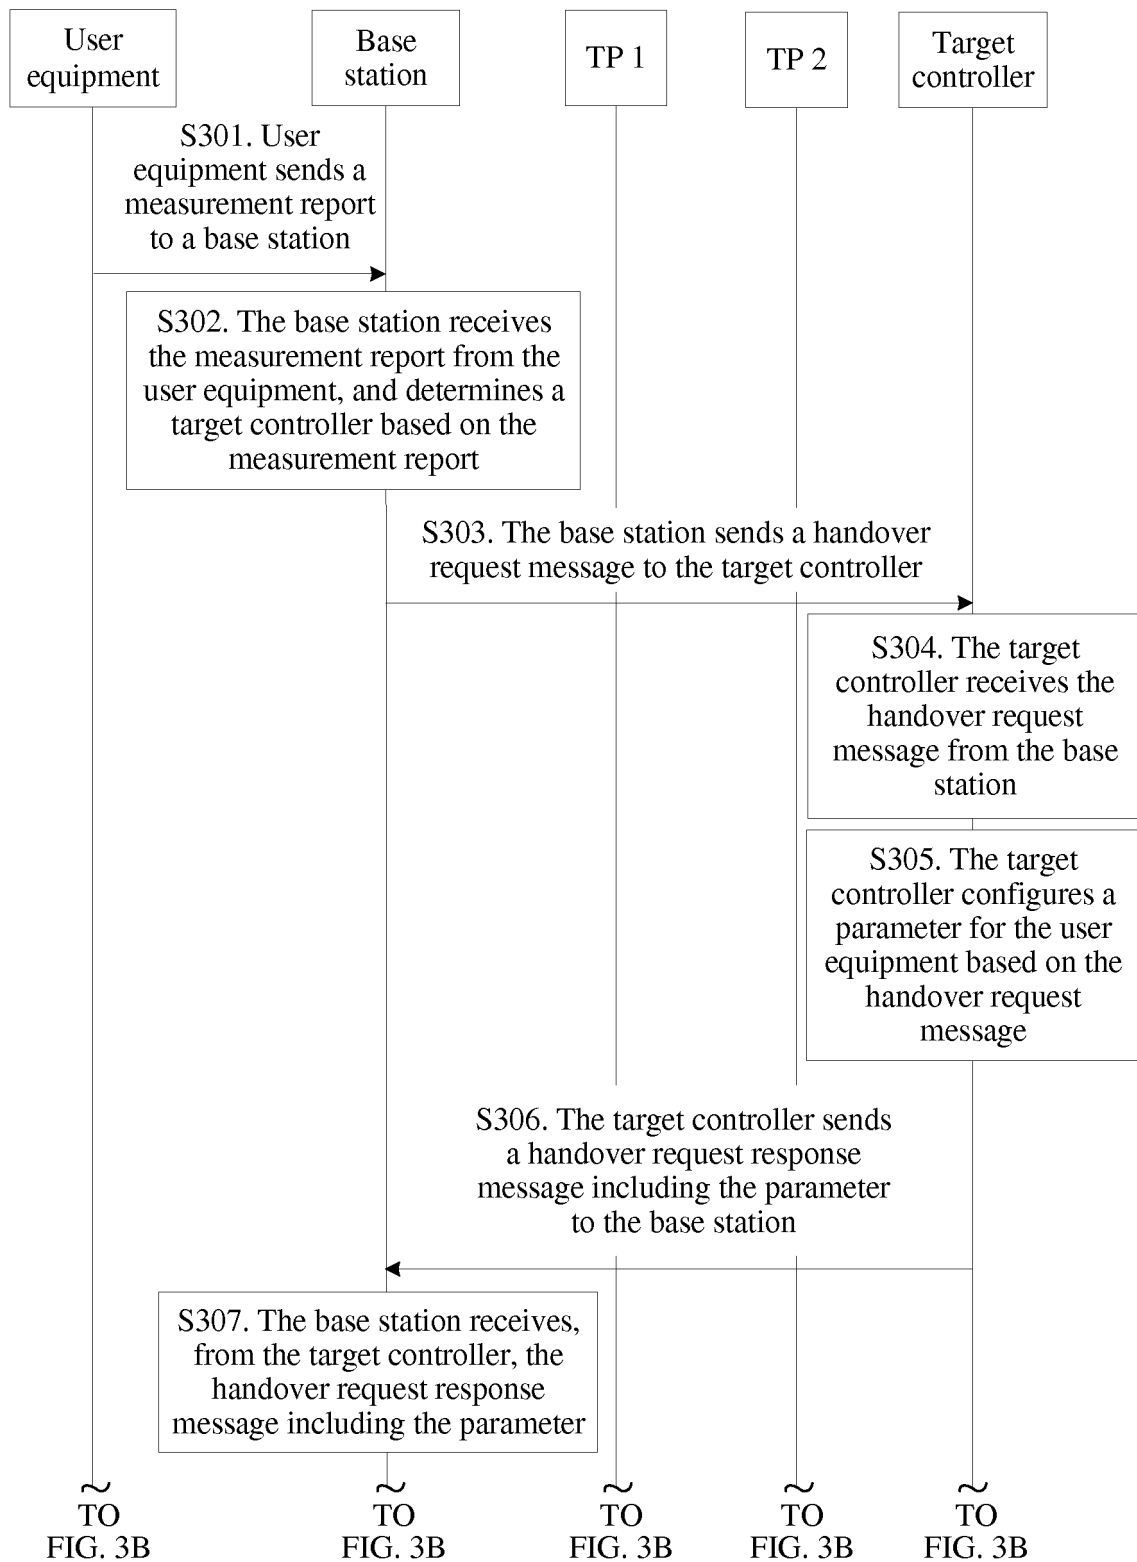 User
equipment
Base
station
TP 1
TP 2
Target
controller
S301. User
equipment sends a
measurement report
to a base station
S302. The base station receives
the measurement report from the
user equipment, and determines a
target controller based on the
measurement report
S303. The base station sends a handover
request message to the target controller
S304. The target
controller receives the
handover request
message from the base
station
S305. The target
controller configures a
parameter for the user
equipment based on the
handover request
message
S306. The target controller sends
a handover request response
message including the parameter
to the base station
S307. The base station receives,
from the target controller, the
handover request response
message including the parameter
TO
FIG. 3B
TO
FIG. 3B
TO
FIG. 3B
TO
FIG. 3B
TO
FIG. 3B